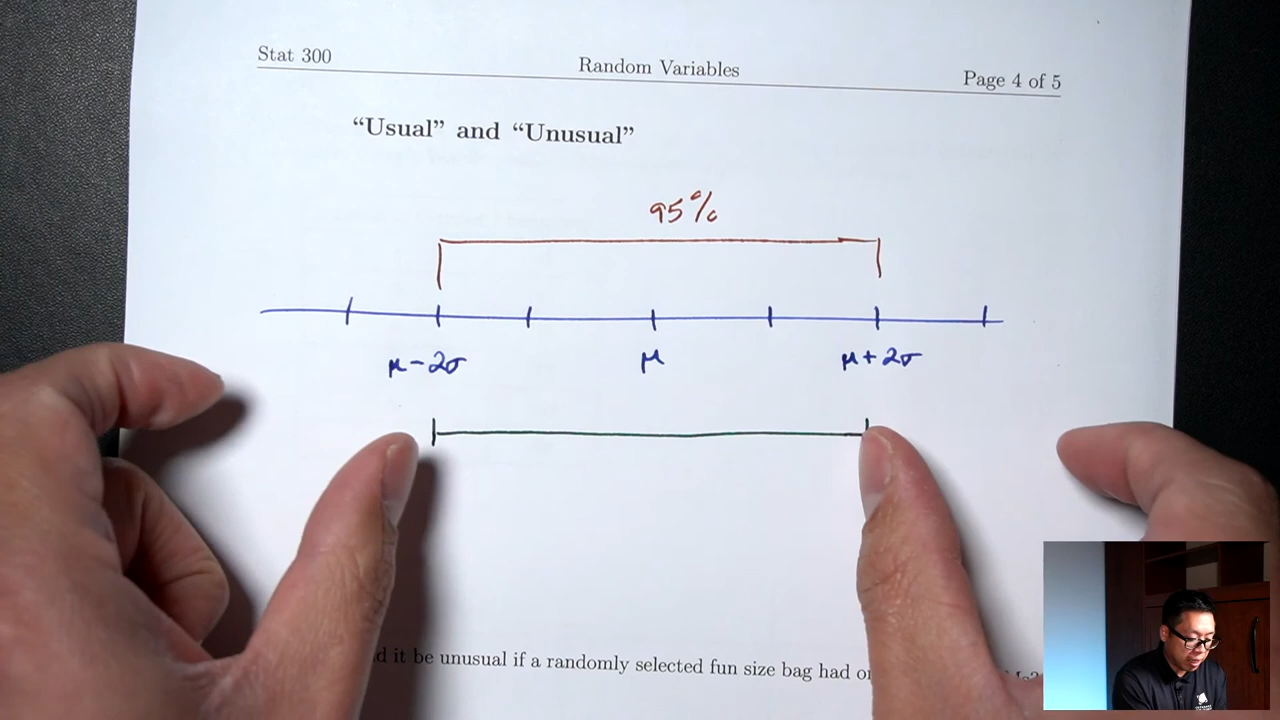 Stat 300 Random Variables Page 4 of 5
“Usual” and “Unusual”
95%
μ-2σ μ μ+2σ
it be unusual if a randomly selected fun size bag had